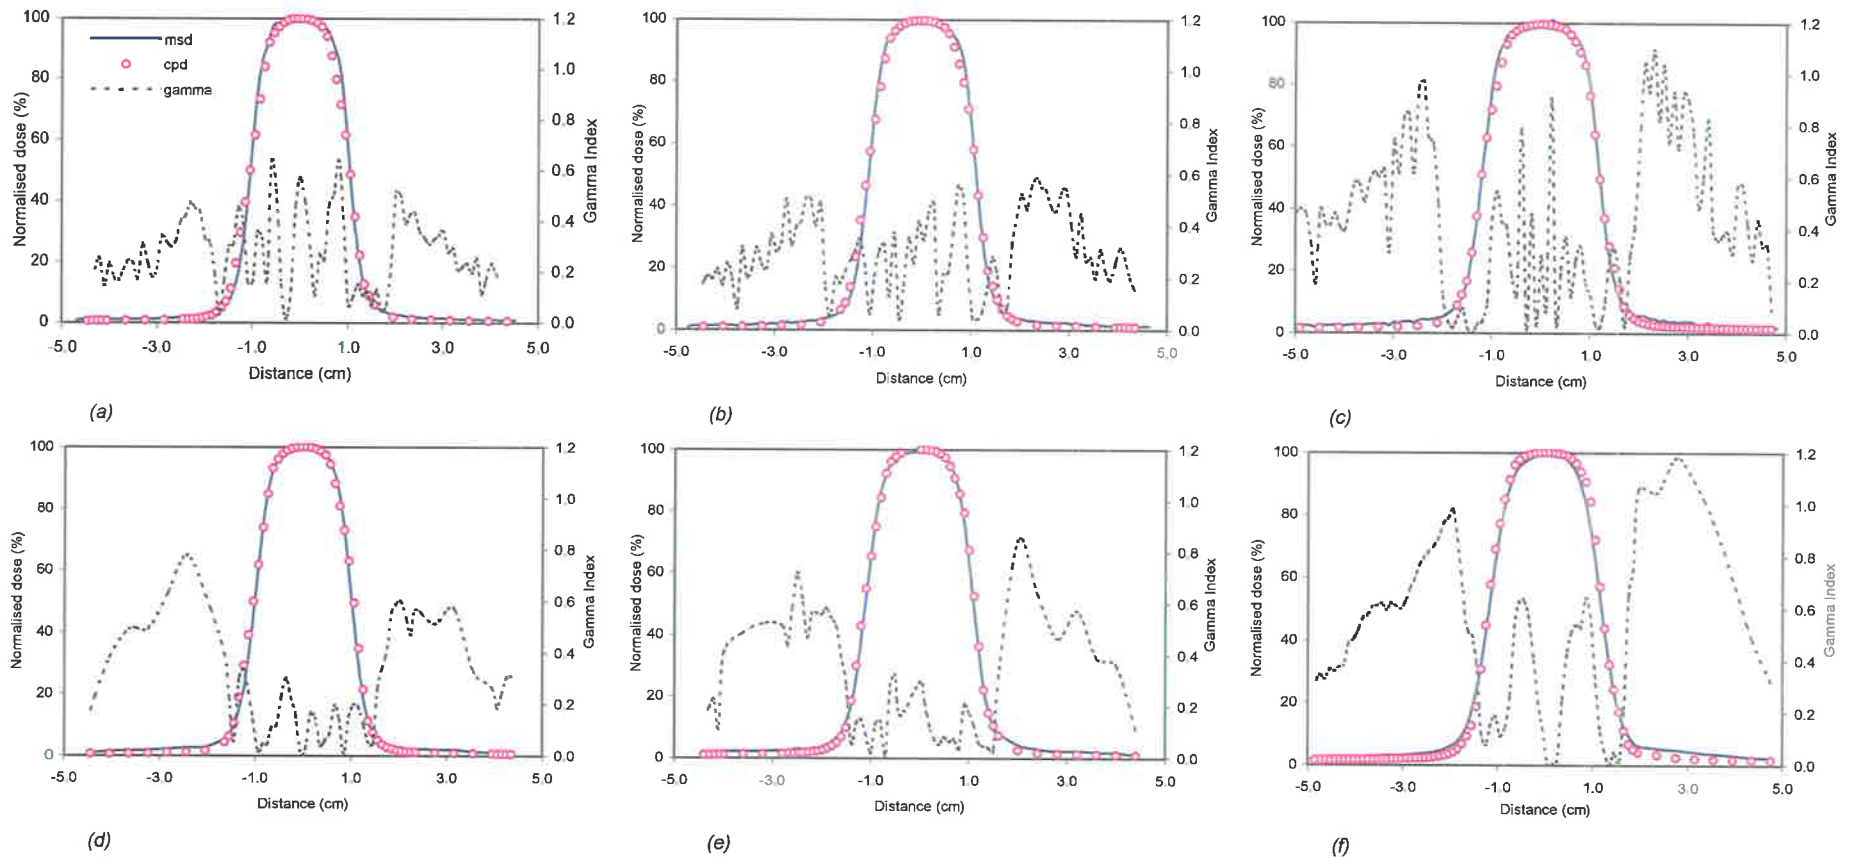 msd
cpd
gamma
100
80
60
40
20
0
Normalised dose (%)
1.2
1.0
0.8
0.6
0.4
0.2
0.0
Gamma Index
-5.0 -3.0 -1.0 1.0 3.0 5.0
Distance (cm)
(a)
100
80
60
40
20
0
Normalised dose (%)
1.2
1.0
0.8
0.6
0.4
0.2
0.0
Gamma Index
-5.0 -3.0 -1.0 1.0 3.0 5.0
Distance (cm)
(b)
100
80
60
40
20
0
Normalised dose (%)
1.2
1.0
0.8
0.6
0.4
0.2
0.0
Gamma Index
-5.0 -3.0 -1.0 1.0 3.0 5.0
Distance (cm)
(c)
100
80
60
40
20
0
Normalised dose (%)
1.2
1.0
0.8
0.6
0.4
0.2
0.0
Gamma Index
-5.0 -3.0 -1.0 1.0 3.0 5.0
Distance (cm)
(d)
100
80
60
40
20
0
Normalised dose (%)
1.2
1.0
0.8
0.6
0.4
0.2
0.0
Gamma Index
-5.0 -3.0 -1.0 1.0 3.0 5.0
Distance (cm)
(e)
100
80
60
40
20
0
Normalised dose (%)
1.2
1.0
0.8
0.6
0.4
0.2
0.0
Gamma Index
-5.0 -3.0 -1.0 1.0 3.0 5.0
Distance (cm)
(f)